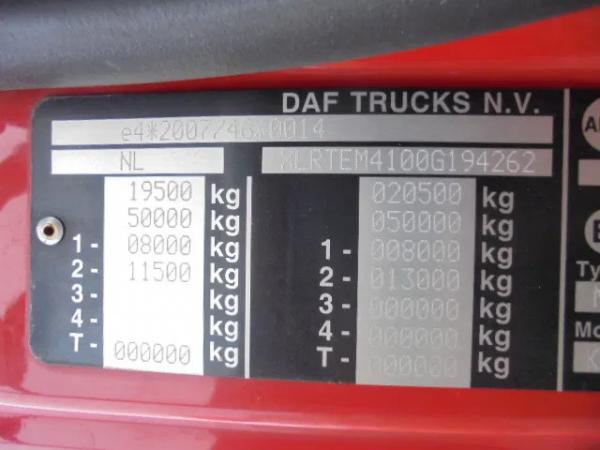 DAF TRUCKS N.V.
e4*2007/46*0014
NL XLRTEM4100G194262
19500 kg 020500 kg
50000 kg 050000 kg
1- 08000 kg 1- 008000 kg
2- 11500 kg 2- 013000 kg
3- kg 3- 000000 kg
4- kg 4- 000000 kg
T- 000000 kg T- 000000 kg
Ty
Mo